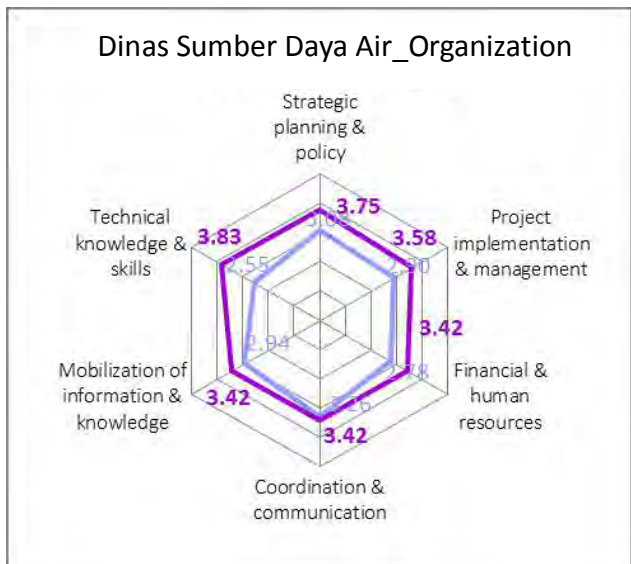 Dinas Sumber Daya Air_Organization
Strategic
planning &
policy
3.75
Technical
knowledge &
skills
3.83
3.58
Project
implementation
& management
2.55
2.94
3.42
Mobilization of
information &
knowledge
3.42
Financial &
human
resources
3.42
Coordination &
communication